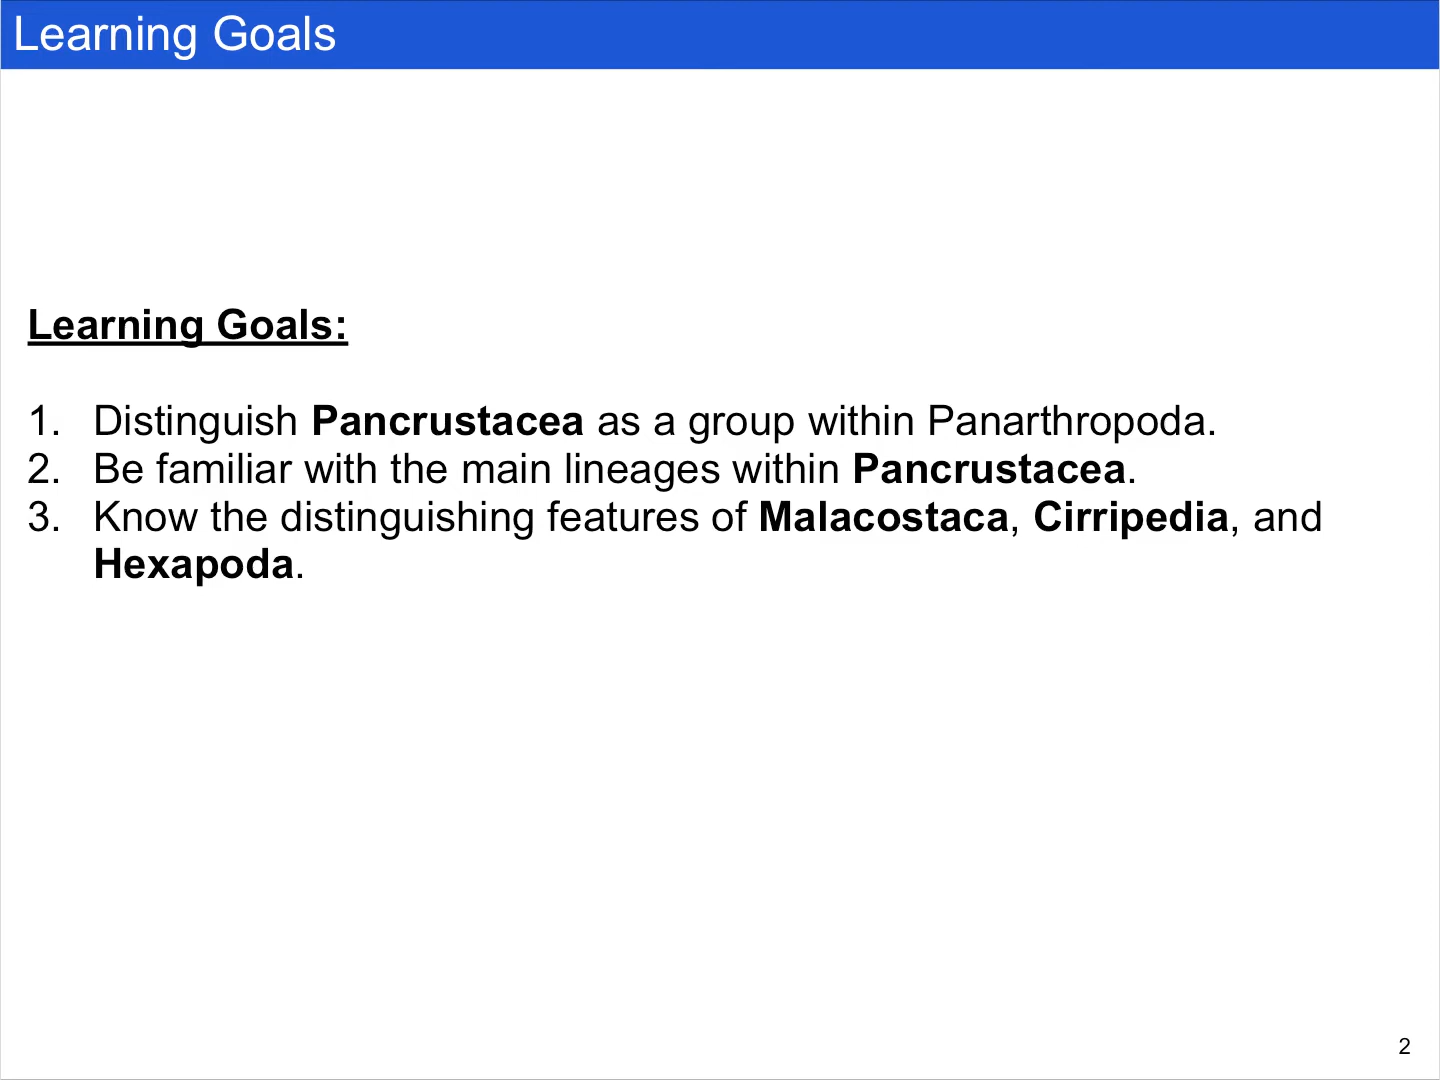 Learning Goals
Learning Goals:
1. Distinguish Pancrustacea as a group within Panarthropoda.
2. Be familiar with the main lineages within Pancrustacea.
3. Know the distinguishing features of Malacostaca, Cirripedia, and
Hexapoda.
2